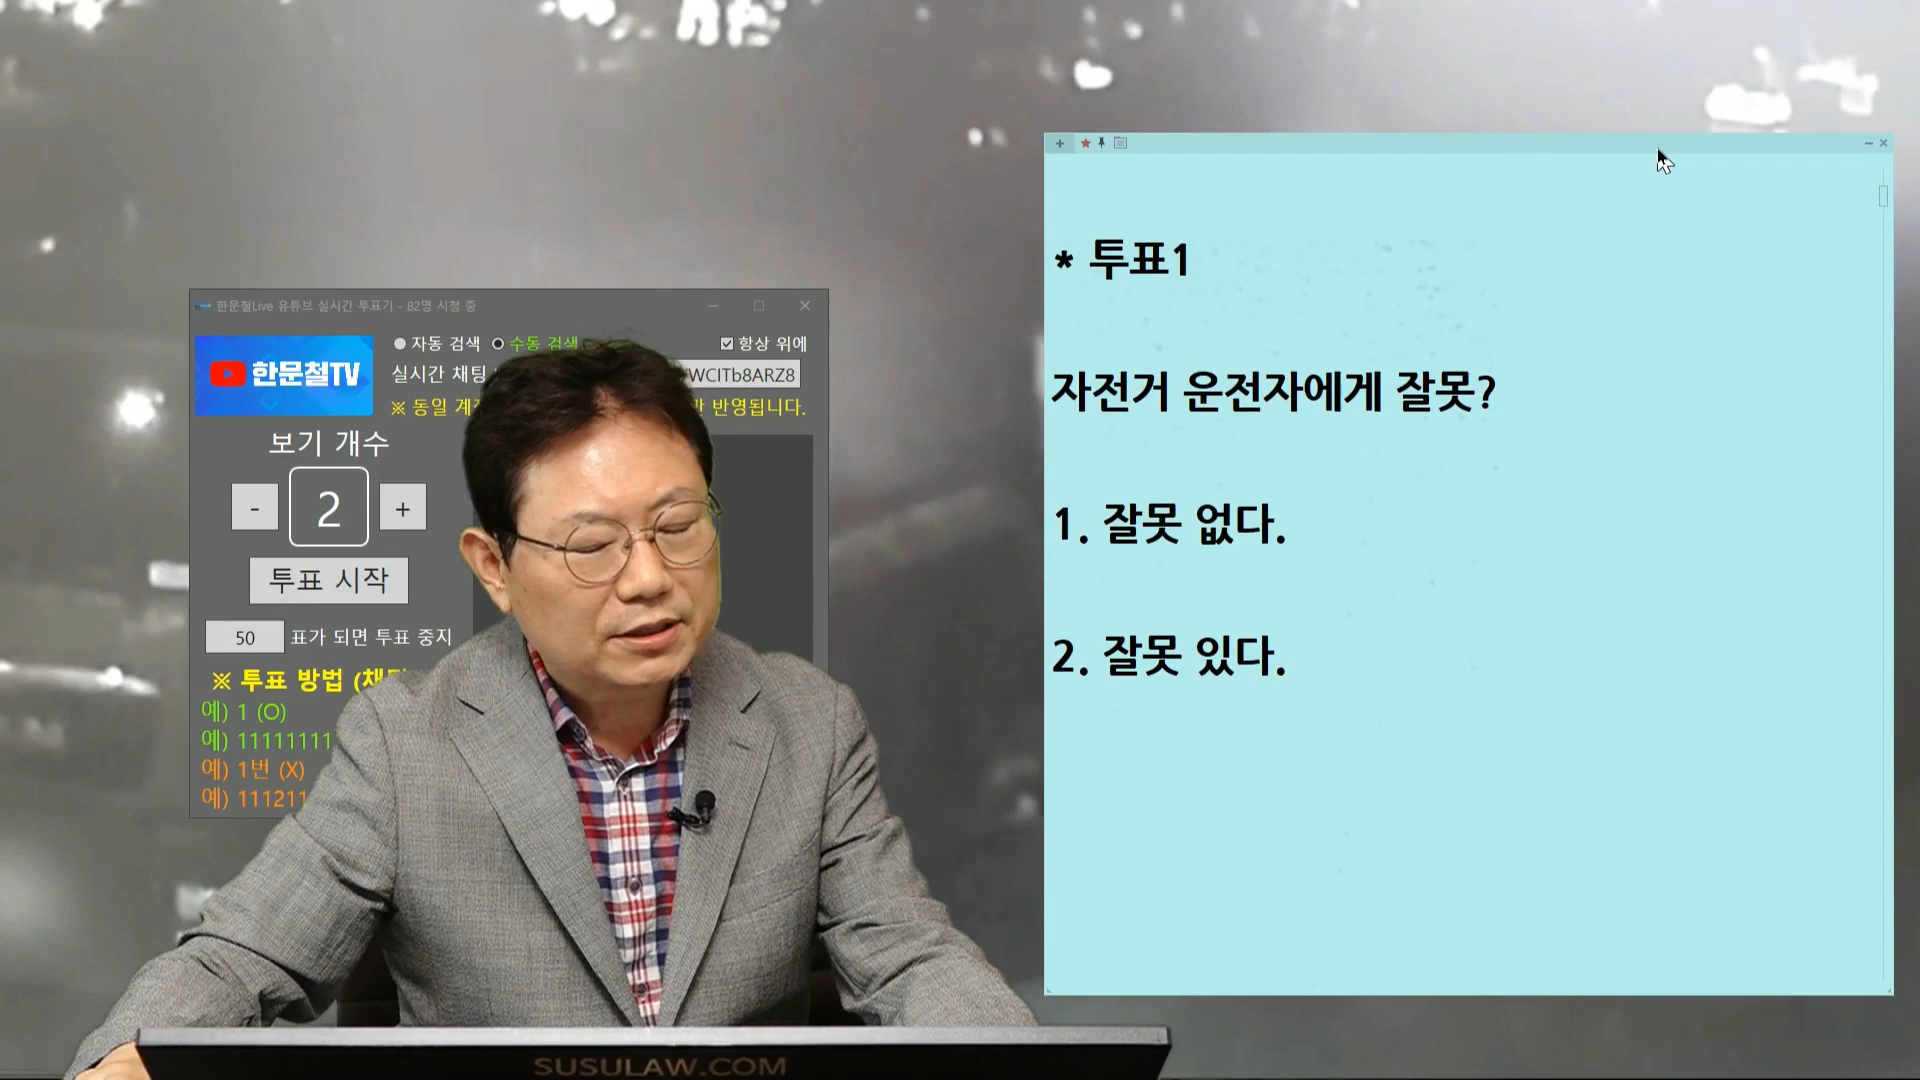 한문철Live 유튜브 실시간 투표기 - 82명 시청 중
한문철TV
자동 검색 수동 검색 항상 위에
실시간 채팅 WCITb8ARZ8
※ 동일 계 반영됩니다.
보기 개수
- 2 +
투표 시작
50 표가 되면 투표 중지
※ 투표 방법 (채
예) 1 (O)
예) 11111111
예) 1번 (X)
예) 111211
* 투표1
자전거 운전자에게 잘못?
1. 잘못 없다.
2. 잘못 있다.
SUSULAW.COM